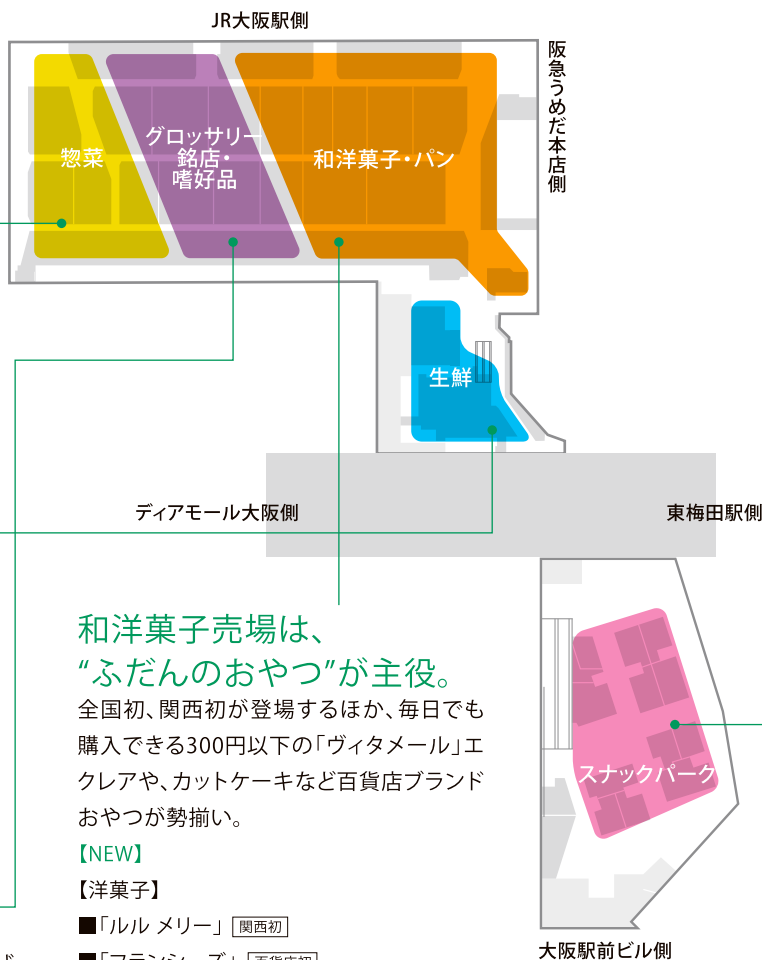 JR大阪駅側
阪急うめだ本店側
惣菜
グロッサリー
銘店・
嗜好品
和洋菓子・パン
生鮮
ディアモール大阪側
東梅田駅側
和洋菓子売場は、
“ふだんのおやつ”が主役。
全国初、関西初が登場するほか、毎日でも
購入できる300円以下の「ヴィタメール」エ
クレアや、カットケーキなど百貨店ブランド
おやつが勢揃い。
【NEW】
【洋菓子】
■「ルル メリー」 関西初
スナックパーク
大阪駅前ビル側